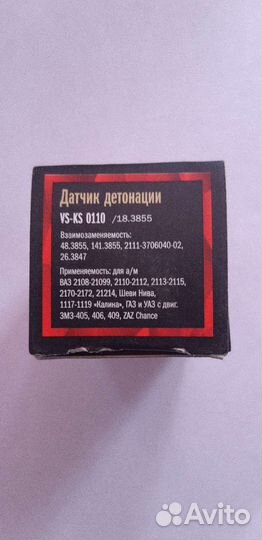 Датчик детонации
VS-KS 0110 /18.3855
Взаимозаменяемость:
48.3855, 141.3855, 2111-3706040-02,
26.3847
Применяемость: для а/м
ВАЗ 2108-21099, 2110-2112, 2113-2115,
2170-2172, 21214, Шеви Нива,
1117-1119 «Калина», ГАЗ и УАЗ с двиг.
ЗМЗ-405, 406, 409, ZAZ Chance
Avito